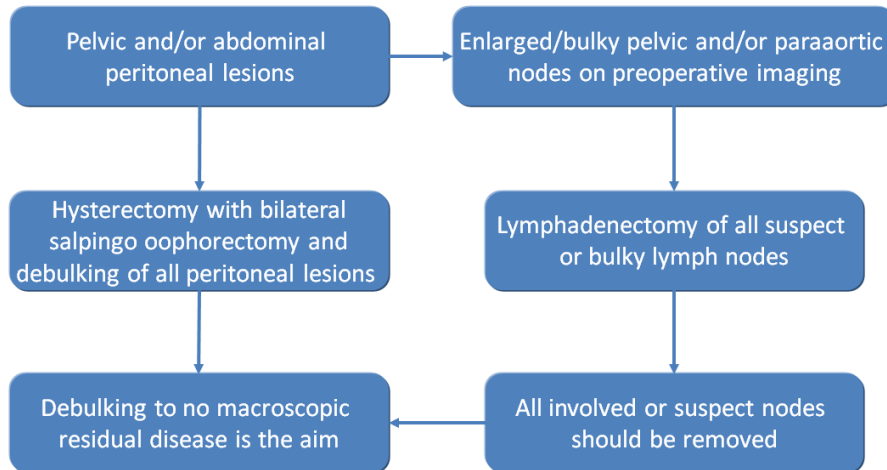 Pelvic and/or abdominal
peritoneal lesions
Enlarged/bulky pelvic and/or paraaortic
nodes on preoperative imaging
Hysterectomy with bilateral
salpingo oophorectomy and
debulking of all peritoneal lesions
Lymphadenectomy of all suspect
or bulky lymph nodes
Debulking to no macroscopic
residual disease is the aim
All involved or suspect nodes
should be removed